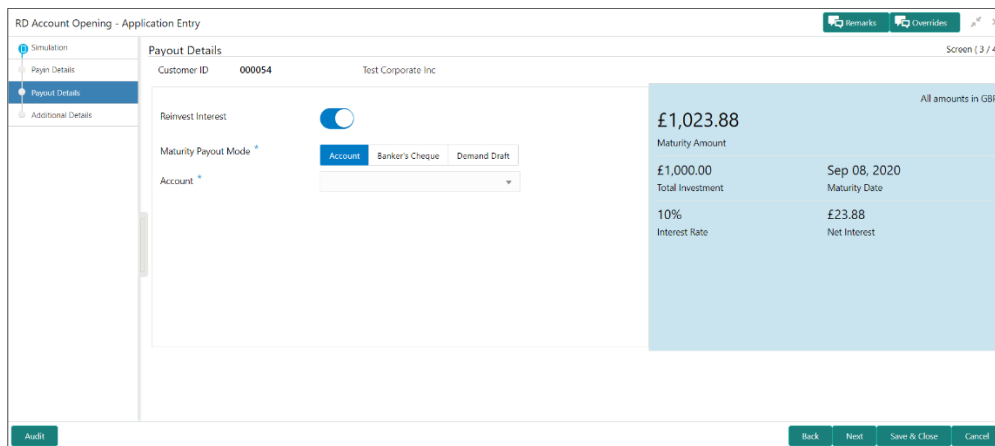 RD Account Opening - Application Entry
Remarks
Overrides
Simulation
Payin Details
Payout Details
Additional Details
Payout Details
Screen ( 3 / 4
Customer ID 000054 Test Corporate Inc
Reinvest Interest
Maturity Payout Mode *
Account Banker's Cheque Demand Draft
Account *
All amounts in GBP
£1,023.88
Maturity Amount
£1,000.00 Sep 08, 2020
Total Investment Maturity Date
10% £23.88
Interest Rate Net Interest
Audit Back Next Save & Close Cancel